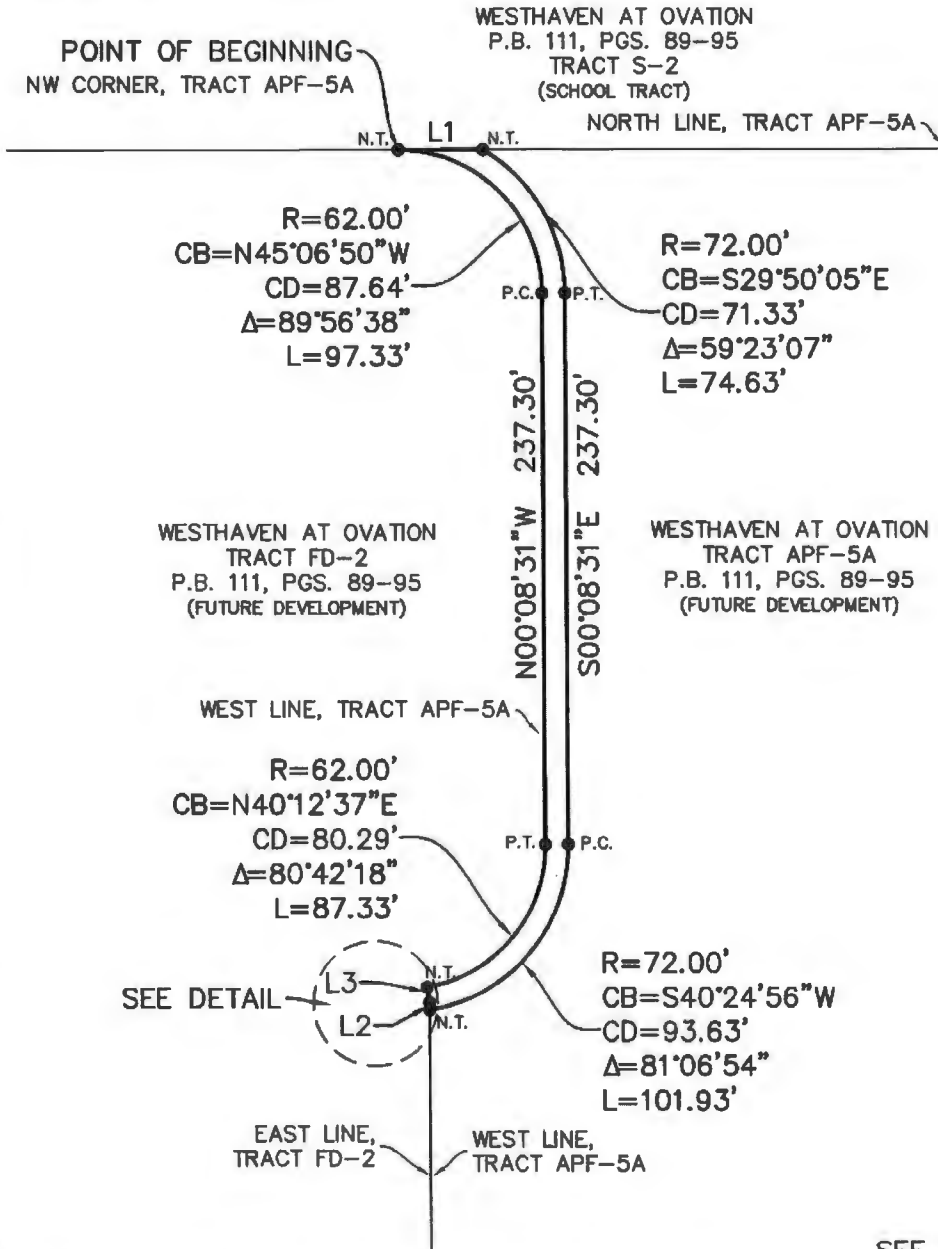 WESTHAVEN AT OVATION
P.B. 111, PGS. 89-95
TRACT S-2
(SCHOOL TRACT)
POINT OF BEGINNING
NW CORNER, TRACT APF-5A
NORTH LINE, TRACT APF-5A
N.T.
L1
N.T.
R=62.00'
CB=N45°06'50"W
CD=87.64'
Δ=89°56'38"
L=97.33'
R=72.00'
CB=S29°50'05"E
CD=71.33'
Δ=59°23'07"
L=74.63'
P.C.
P.T.
N00°08'31"W 237.30'
S00°08'31"E 237.30'
WESTHAVEN AT OVATION
TRACT FD-2
P.B. 111, PGS. 89-95
(FUTURE DEVELOPMENT)
WESTHAVEN AT OVATION
TRACT APF-5A
P.B. 111, PGS. 89-95
(FUTURE DEVELOPMENT)
WEST LINE, TRACT APF-5A
R=62.00'
CB=N40°12'37"E
CD=80.29'
Δ=80°42'18"
L=87.33'
P.T.
P.C.
N.T.
L3
SEE DETAIL
L2
N.T.
R=72.00'
CB=S40°24'56"W
CD=93.63'
Δ=81°06'54"
L=101.93'
EAST LINE,
TRACT FD-2
WEST LINE,
TRACT APF-5A